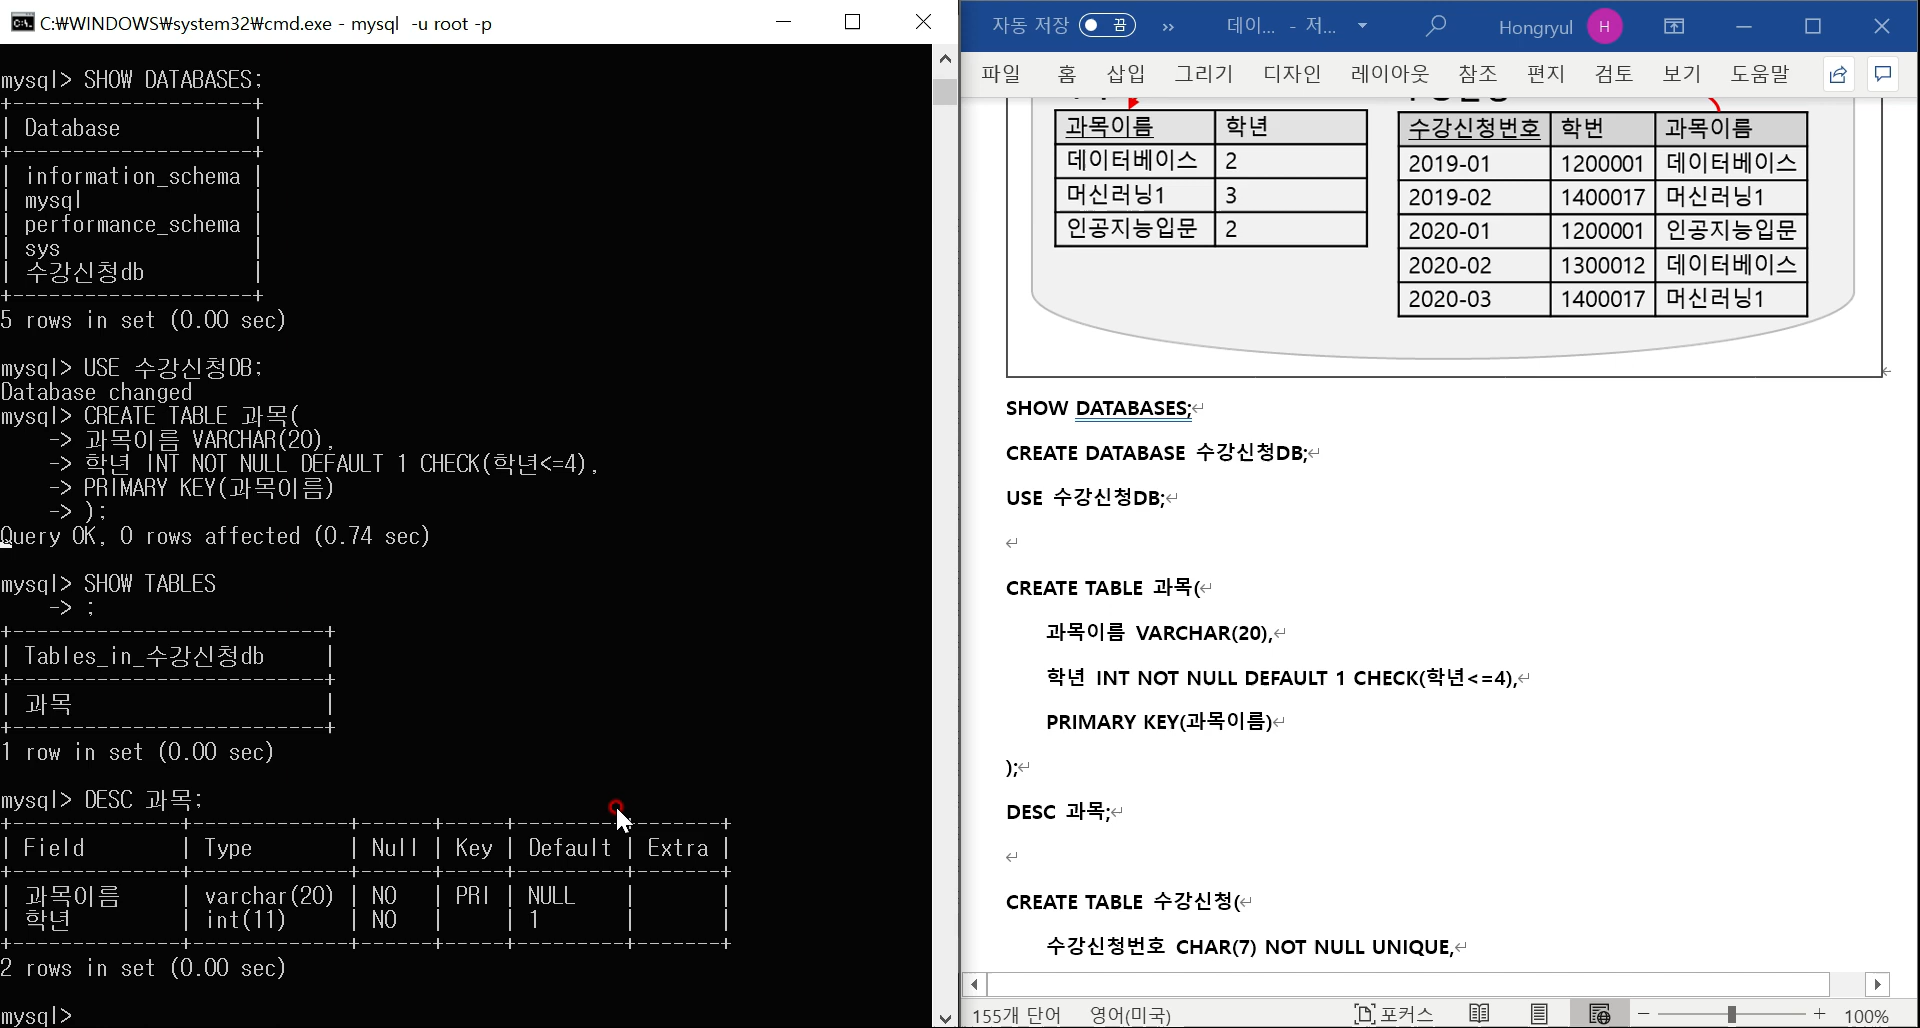 C:₩WINDOWS₩system32₩cmd.exe - mysql -u root -p
mysql> SHOW DATABASES;
+--------------------+
| Database           |
+--------------------+
| information_schema |
| mysql              |
| performance_schema |
| sys                |
| 수강신청db         |
+--------------------+
5 rows in set (0.00 sec)
mysql> USE 수강신청DB;
Database changed
mysql> CREATE TABLE 과목(
    -> 과목이름 VARCHAR(20),
    -> 학년 INT NOT NULL DEFAULT 1 CHECK(학년<=4),
    -> PRIMARY KEY(과목이름)
    -> );
Query OK, 0 rows affected (0.74 sec)
mysql> SHOW TABLES
    -> ;
+--------------------------+
| Tables_in_수강신청db     |
+--------------------------+
| 과목                     |
+--------------------------+
1 row in set (0.00 sec)
mysql> DESC 과목;
+--------------+-------------+------+-----+---------+-------+
| Field        | Type        | Null | Key | Default | Extra |
+--------------+-------------+------+-----+---------+-------+
| 과목이름     | varchar(20) | NO   | PRI | NULL    |       |
| 학년         | int(11)     | NO   |     | 1       |       |
+--------------+-------------+------+-----+---------+-------+
2 rows in set (0.00 sec)
mysql>
자동 저장 끔 » 데이... - 저... Hongryul H
파일 홈 삽입 그리기 디자인 레이아웃 참조 편지 검토 보기 도움말
과목이름 학년
데이터베이스 2
머신러닝1 3
인공지능입문 2
수강신청번호 학번 과목이름
2019-01 1200001 데이터베이스
2019-02 1400017 머신러닝1
2020-01 1200001 인공지능입문
2020-02 1300012 데이터베이스
2020-03 1400017 머신러닝1
SHOW DATABASES;
CREATE DATABASE 수강신청DB;
USE 수강신청DB;
CREATE TABLE 과목(
과목이름 VARCHAR(20),
학년 INT NOT NULL DEFAULT 1 CHECK(학년<=4),
PRIMARY KEY(과목이름)
);
DESC 과목;
CREATE TABLE 수강신청(
수강신청번호 CHAR(7) NOT NULL UNIQUE,
155개 단어 영어(미국) 포커스 100%